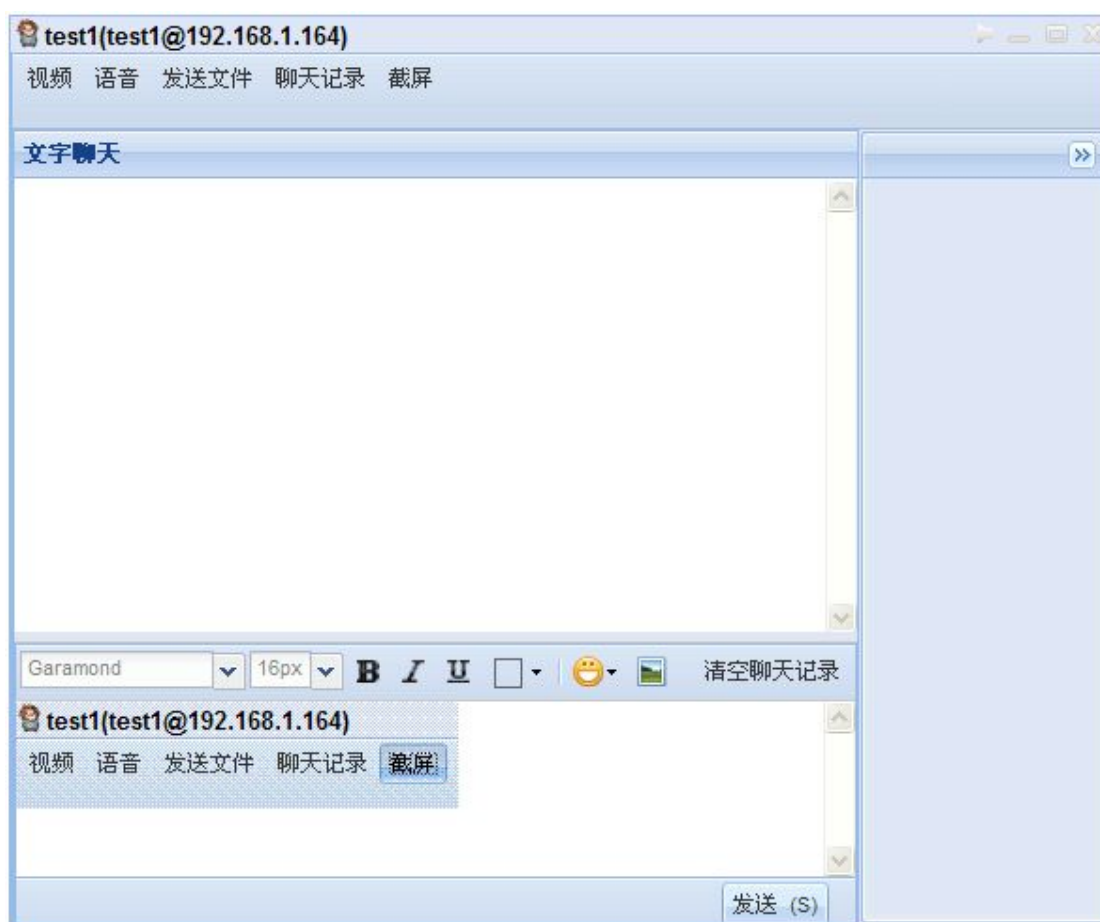 test1(test1@192.168.1.164)
视频 语音 发送文件 聊天记录 截屏
文字聊天
Garamond 16px B I U 清空聊天记录
test1(test1@192.168.1.164)
视频 语音 发送文件 聊天记录 截屏
发送 (S)